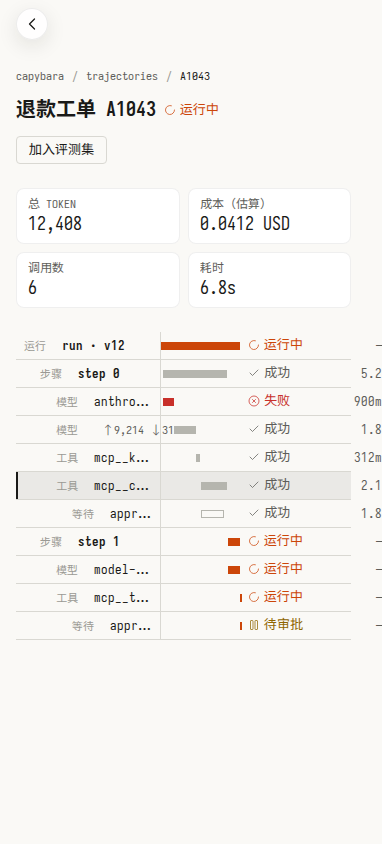 capybara / trajectories / A1043
退款工单 A1043 运行中
加入评测集
总 TOKEN
12,408
成本（估算）
0.0412 USD
调用数
6
耗时
6.8s
运行 run · v12 运行中 —
步骤 step 0 成功 5.2
模型 anthro... 失败 900m
模型 ↑9,214 ↓31 成功 1.8
工具 mcp__k... 成功 312m
工具 mcp__c... 成功 2.1
等待 appr... 成功 1.8
步骤 step 1 运行中 —
模型 model-... 运行中 —
工具 mcp__t... 运行中 —
等待 appr... 待审批 —